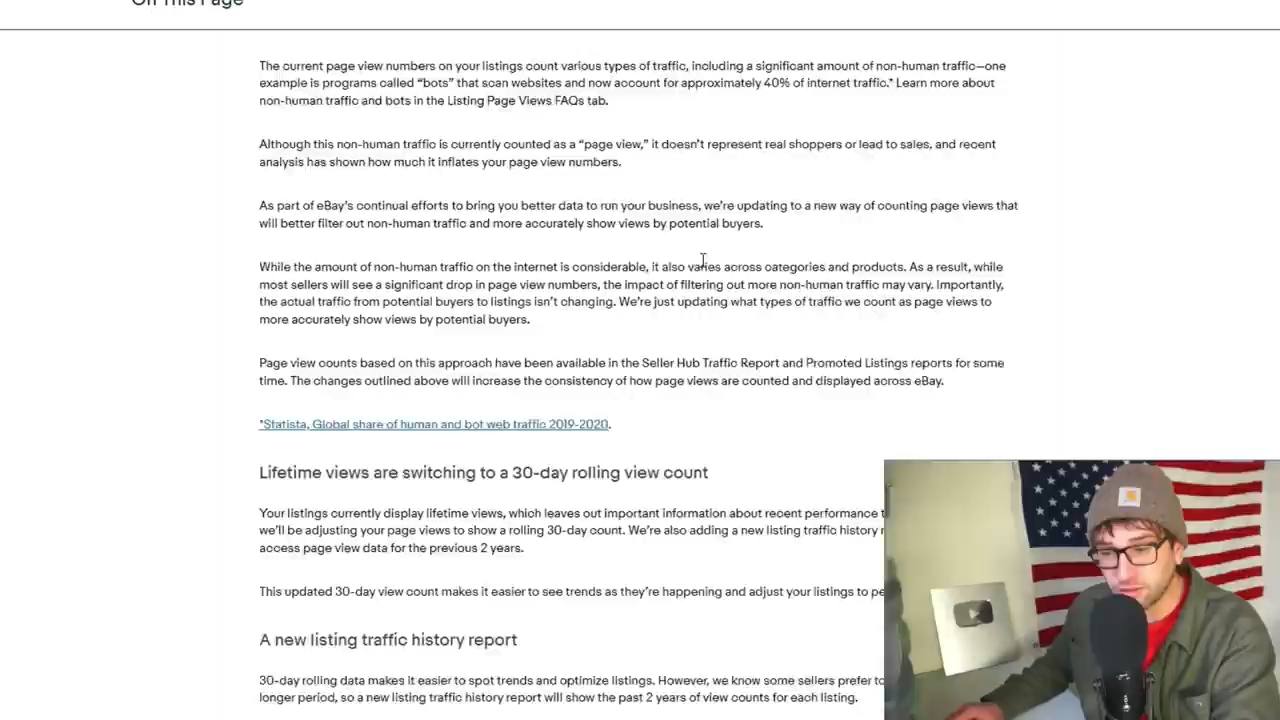 On This Page
The current page view numbers on your listings count various types of traffic, including a significant amount of non-human traffic—one
example is programs called “bots” that scan websites and now account for approximately 40% of internet traffic.* Learn more about
non-human traffic and bots in the Listing Page Views FAQs tab.
Although this non-human traffic is currently counted as a “page view,” it doesn’t represent real shoppers or lead to sales, and recent
analysis has shown how much it inflates your page view numbers.
As part of eBay’s continual efforts to bring you better data to run your business, we’re updating to a new way of counting page views that
will better filter out non-human traffic and more accurately show views by potential buyers.
While the amount of non-human traffic on the internet is considerable, it also varies across categories and products. As a result, while
most sellers will see a significant drop in page view numbers, the impact of filtering out more non-human traffic may vary. Importantly,
the actual traffic from potential buyers to listings isn’t changing. We’re just updating what types of traffic we count as page views to
more accurately show views by potential buyers.
Page view counts based on this approach have been available in the Seller Hub Traffic Report and Promoted Listings reports for some
time. The changes outlined above will increase the consistency of how page views are counted and displayed across eBay.
*Statista, Global share of human and bot web traffic 2019-2020.
Lifetime views are switching to a 30-day rolling view count
Your listings currently display lifetime views, which leaves out important information about recent performance
we’ll be adjusting your page views to show a rolling 30-day count. We’re also adding a new listing traffic history
access page view data for the previous 2 years.
This updated 30-day view count makes it easier to see trends as they’re happening and adjust your listings to
A new listing traffic history report
30-day rolling data makes it easier to spot trends and optimize listings. However, we know some sellers prefer
longer period, so a new listing traffic history report will show the past 2 years of view counts for each listing.